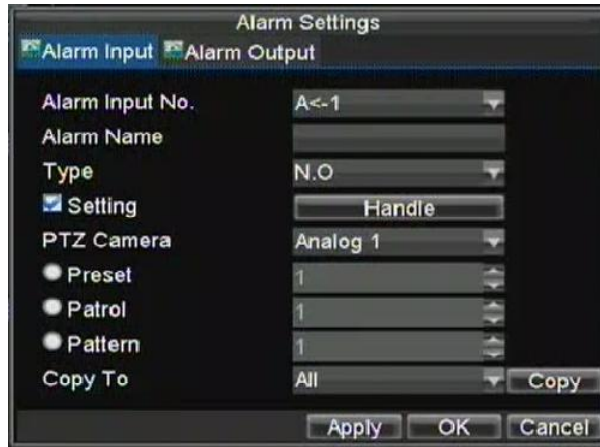 Alarm Settings
Alarm Input Alarm Output
Alarm Input No. A<-1
Alarm Name
Type N.O
Setting Handle
PTZ Camera Analog 1
Preset 1
Patrol 1
Pattern 1
Copy To All Copy
Apply OK Cancel